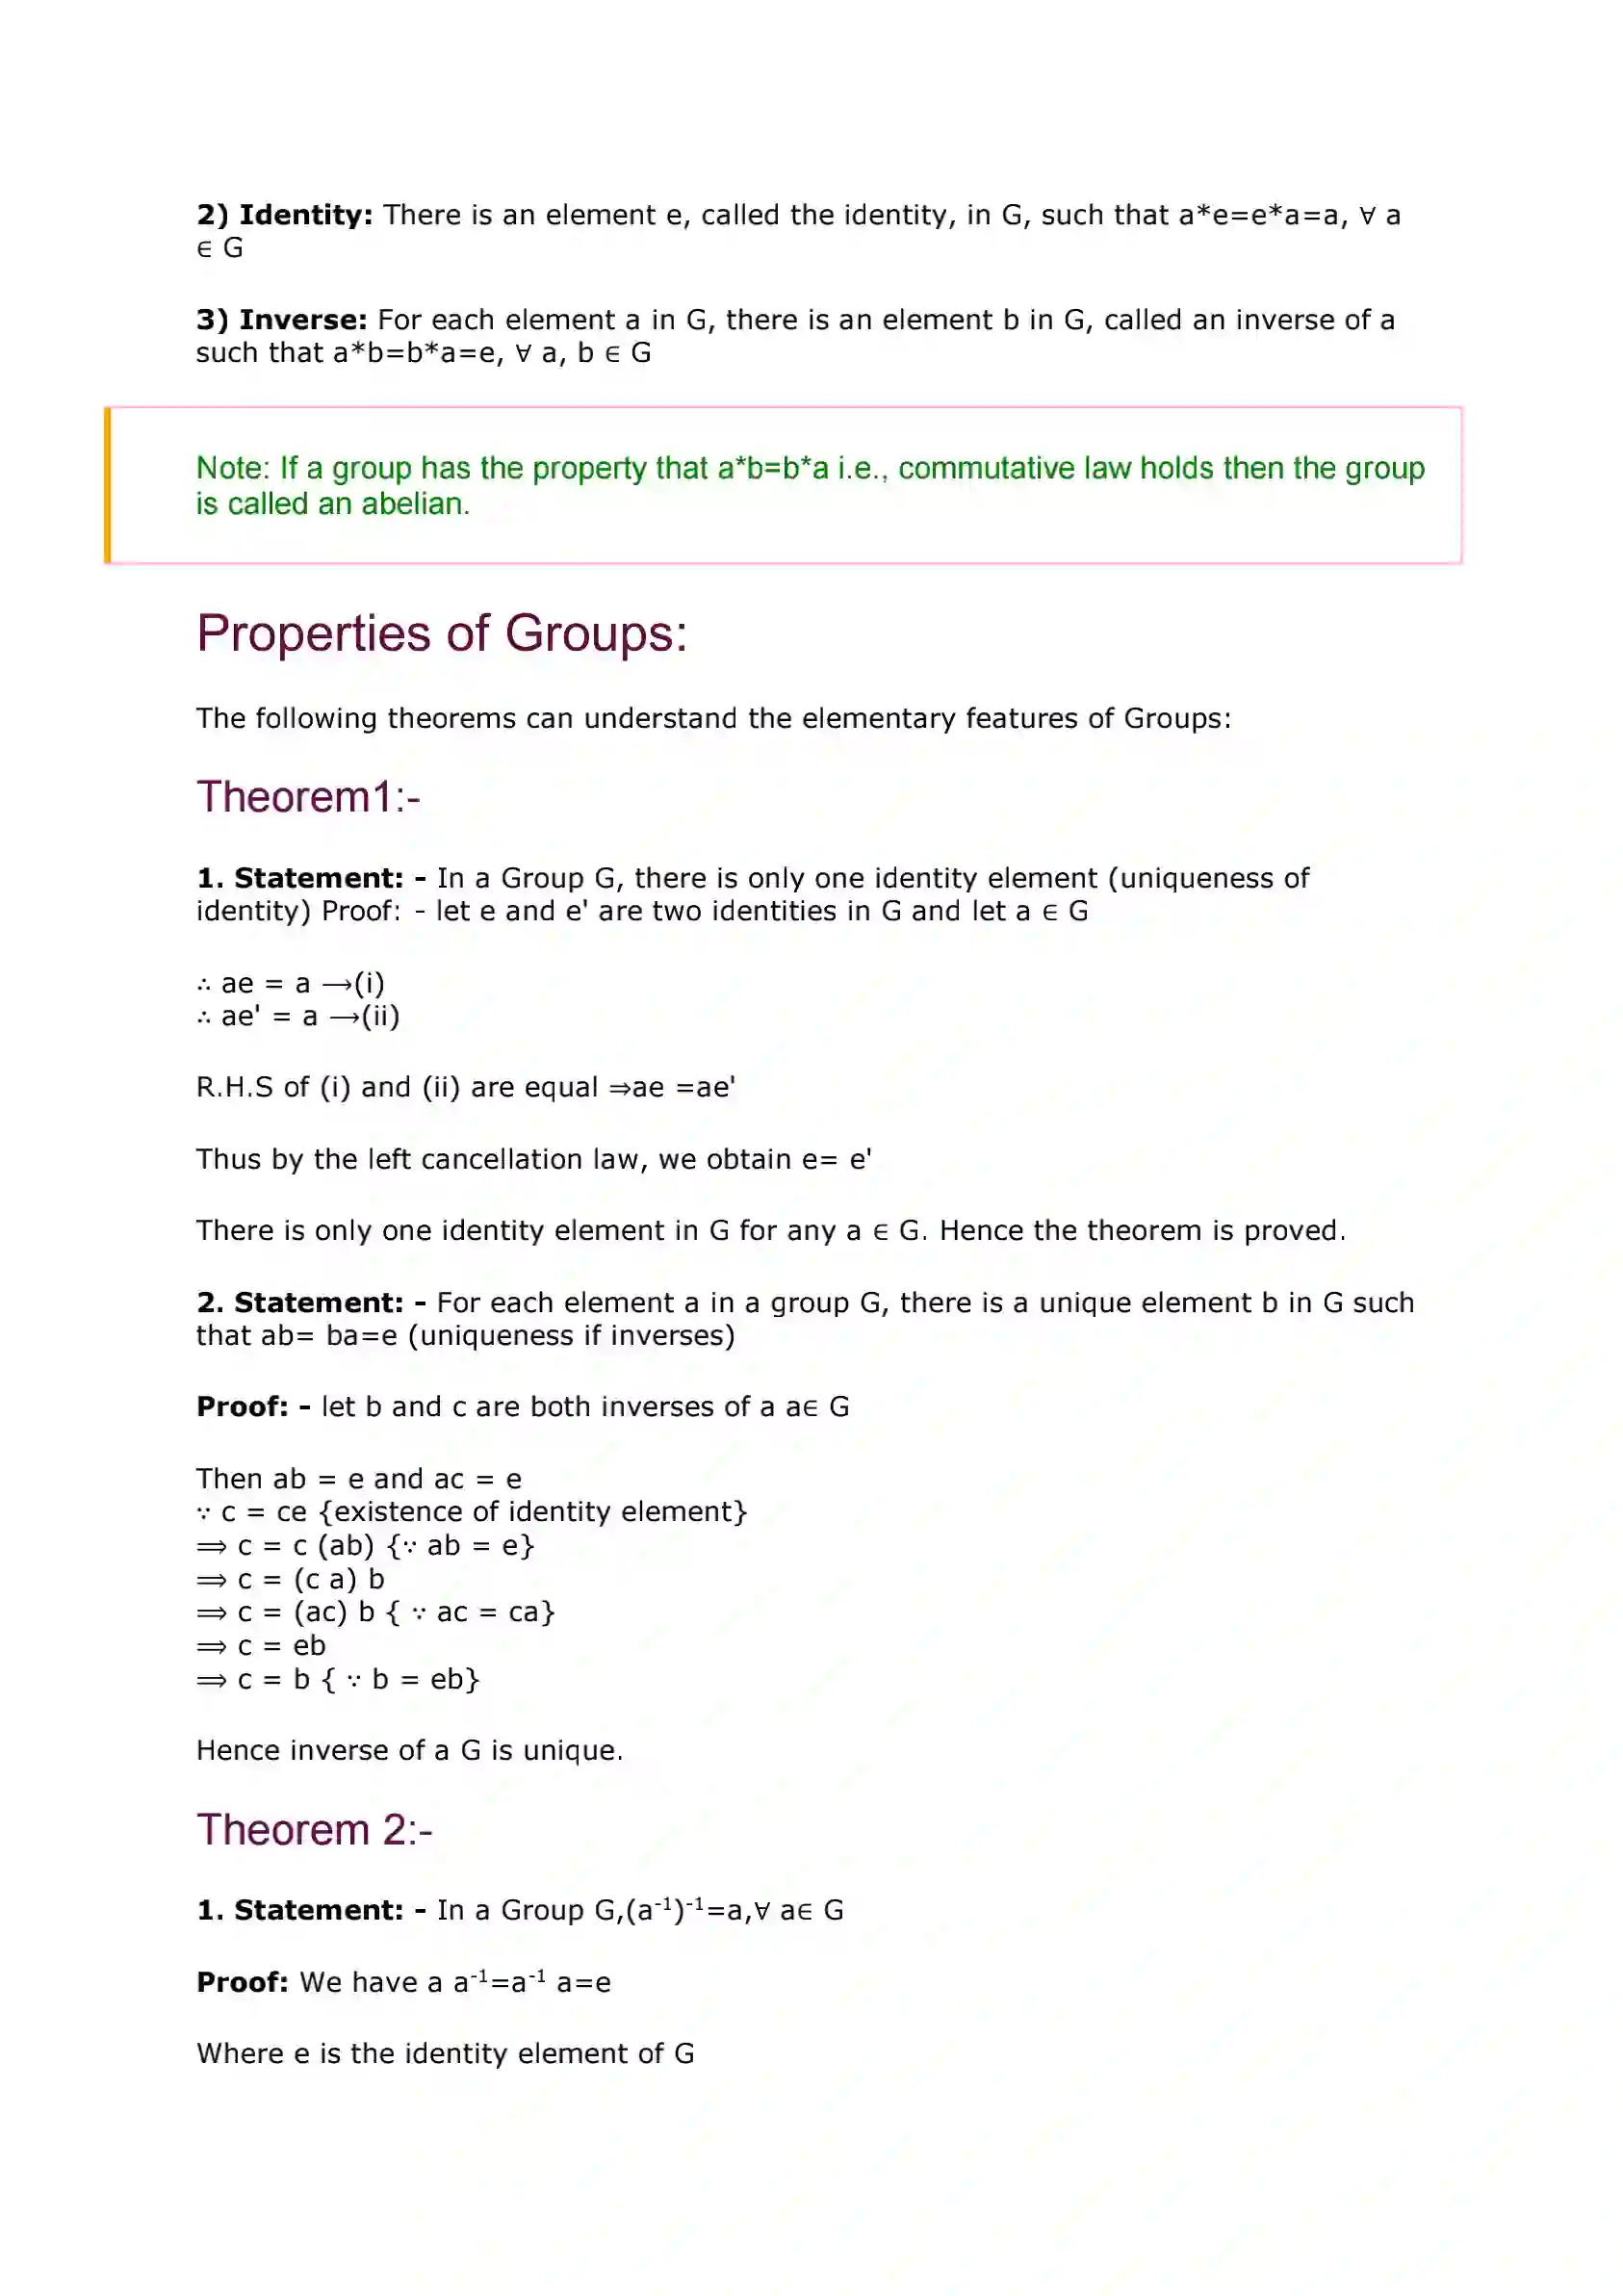 2) Identity: There is an element e, called the identity, in G, such that a*e=e*a=a, ∀ a
∈ G
3) Inverse: For each element a in G, there is an element b in G, called an inverse of a
such that a*b=b*a=e, ∀ a, b ∈ G
Note: If a group has the property that a*b=b*a i.e., commutative law holds then the group
is called an abelian.
Properties of Groups:
The following theorems can understand the elementary features of Groups:
Theorem1:-
1. Statement: - In a Group G, there is only one identity element (uniqueness of
identity) Proof: - let e and e' are two identities in G and let a ∈ G
∴ ae = a ⟶(i)
∴ ae' = a ⟶(ii)
R.H.S of (i) and (ii) are equal ⇒ae =ae'
Thus by the left cancellation law, we obtain e= e'
There is only one identity element in G for any a ∈ G. Hence the theorem is proved.
2. Statement: - For each element a in a group G, there is a unique element b in G such
that ab= ba=e (uniqueness if inverses)
Proof: - let b and c are both inverses of a a∈ G
Then ab = e and ac = e
∵ c = ce {existence of identity element}
⟹ c = c (ab) {∵ ab = e}
⟹ c = (c a) b
⟹ c = (ac) b { ∵ ac = ca}
⟹ c = eb
⟹ c = b { ∵ b = eb}
Hence inverse of a G is unique.
Theorem 2:-
1. Statement: - In a Group G,(a⁻¹)⁻¹=a,∀ a∈ G
Proof: We have a a⁻¹=a⁻¹ a=e
Where e is the identity element of G